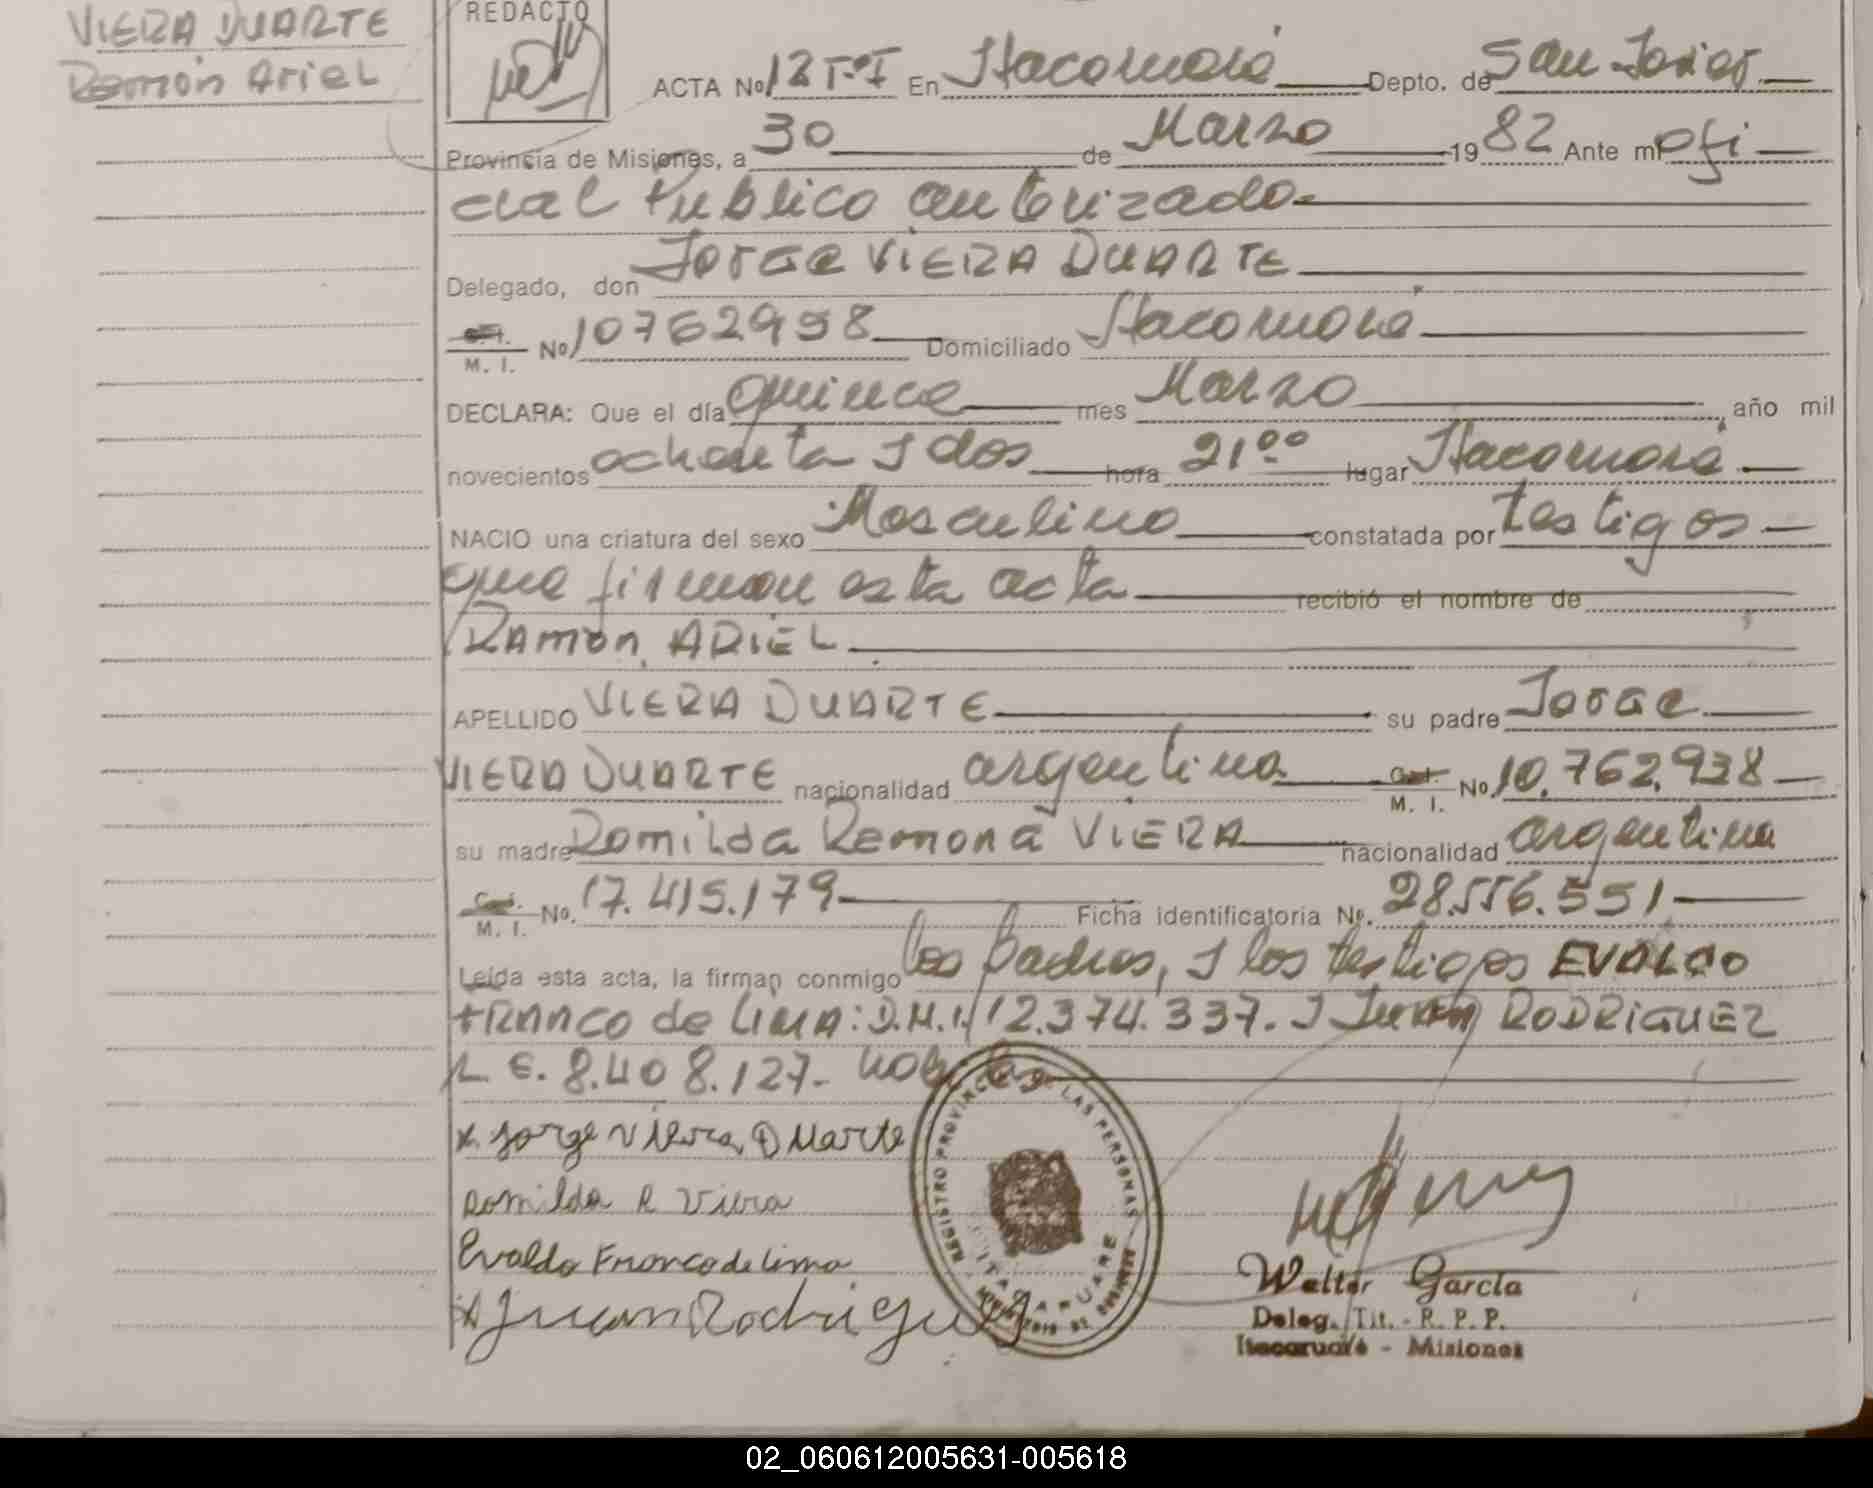 VIERA DUARTE
Ramón Ariel
REDACTO
ACTA No 12 T.º I En Itacaruaré Depto. de San Javier
Provincia de Misiones, a 30 de Marzo 1982 Ante mi ofi
cial Publico autorizado
Delegado, don Jorge VIERA DUARTE
C.I. M. I. No 10762998 Domiciliado Itacaruaré
DECLARA: Que el día quince mes Marzo, año mil
novecientos ochenta y dos hora 21⁰⁰ lugar Itacaruaré
NACIO una criatura del sexo Masculino constatada por testigos
que firman esta acta recibió el nombre de
RAMON ARIEL
APELLIDO VIERA DUARTE su padre Jorge
VIERA DUARTE nacionalidad argentina M. I. No 10.762.938
su madre Romilda Ramona VIERA nacionalidad argentina
M. I. No. 17.415.179 Ficha identificatoria No. 28.556.551
Leida esta acta, la firman conmigo los padres, y los testigos EVALDO
FRANCO de LIMA: D.N.I. 12.374.337. y Juan RODRIGUEZ
L E. 8.408.127-
x Jorge Viera Duarte
Romilda R Viera
Evaldo Franco de Lima
x Juan Rodriguez
REGISTRO PROVINCIAL DE LAS PERSONAS
ITACARUARE
Walter García
Deleg. Tit. - R. P. P.
Itacaruaré - Misiones
02_060612005631-005618